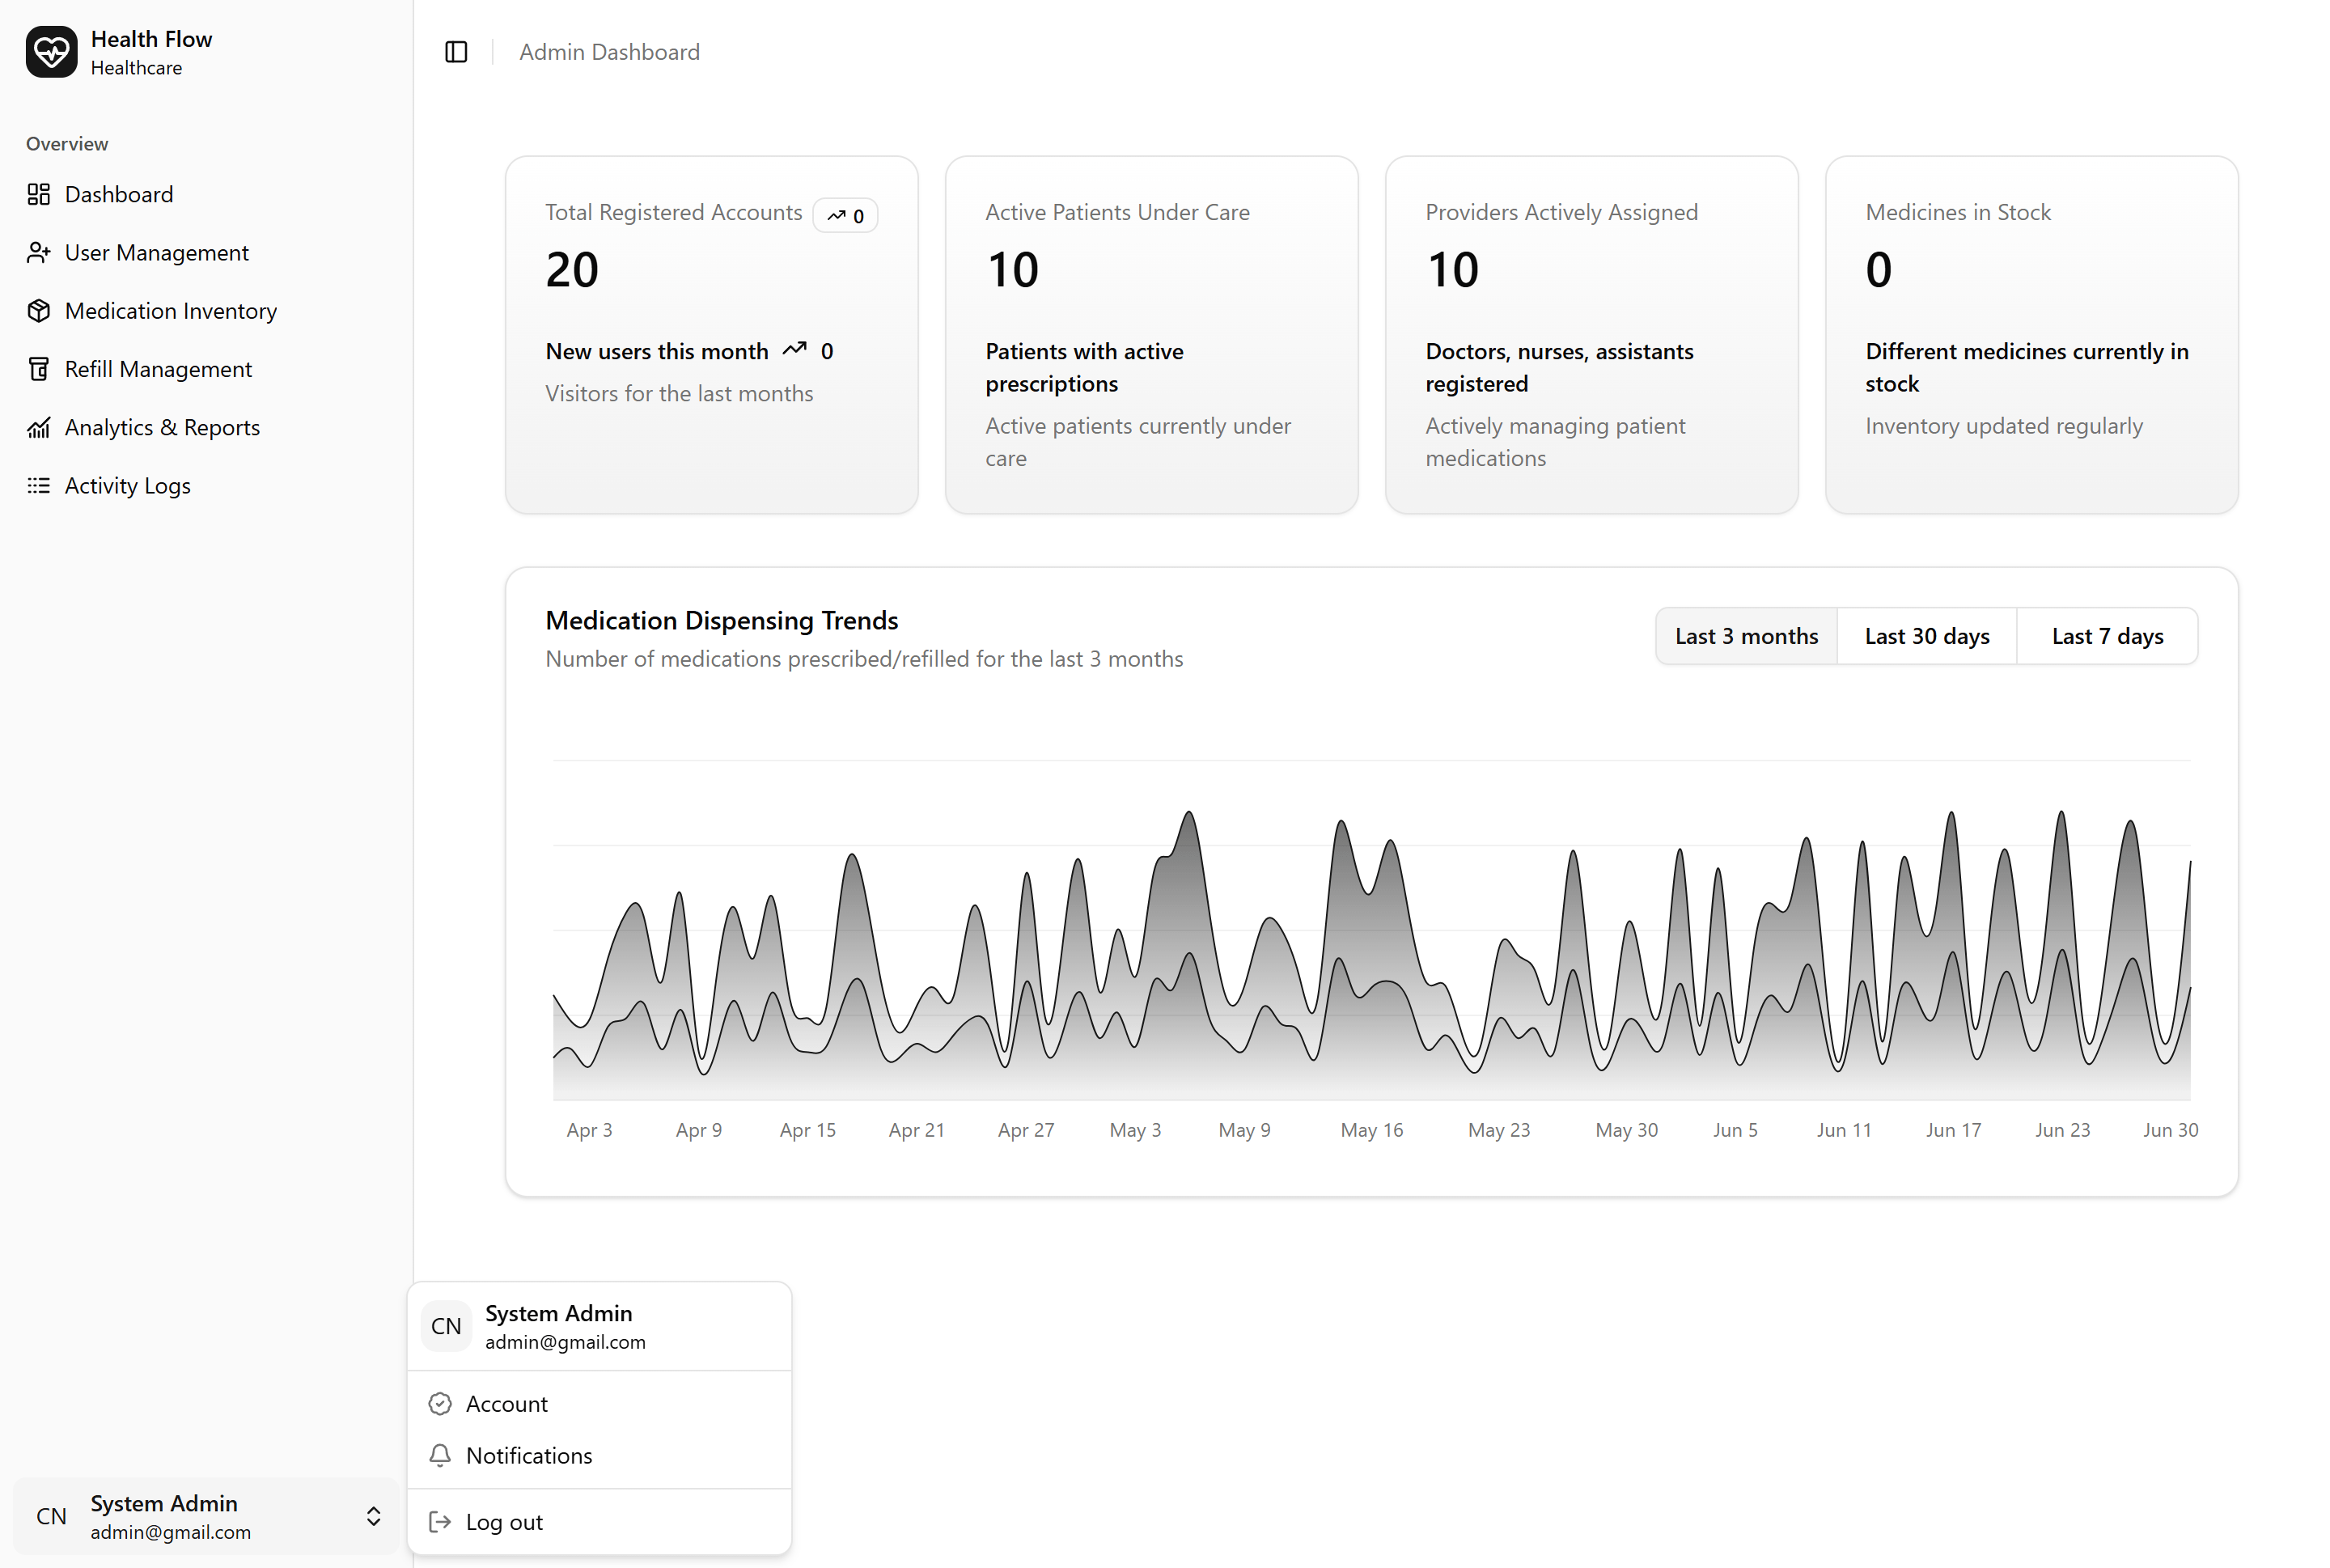 Health Flow
Healthcare
Overview
Dashboard
User Management
Medication Inventory
Refill Management
Analytics & Reports
Activity Logs
CN
System Admin
admin@gmail.com
Admin Dashboard
Total Registered Accounts
0
20
New users this month 0
Visitors for the last months
Active Patients Under Care
10
Patients with active
prescriptions
Active patients currently under
care
Providers Actively Assigned
10
Doctors, nurses, assistants
registered
Actively managing patient
medications
Medicines in Stock
0
Different medicines currently in
stock
Inventory updated regularly
Medication Dispensing Trends
Number of medications prescribed/refilled for the last 3 months
Last 3 months
Last 30 days
Last 7 days
Apr 3
Apr 9
Apr 15
Apr 21
Apr 27
May 3
May 9
May 16
May 23
May 30
Jun 5
Jun 11
Jun 17
Jun 23
Jun 30
CN
System Admin
admin@gmail.com
Account
Notifications
Log out